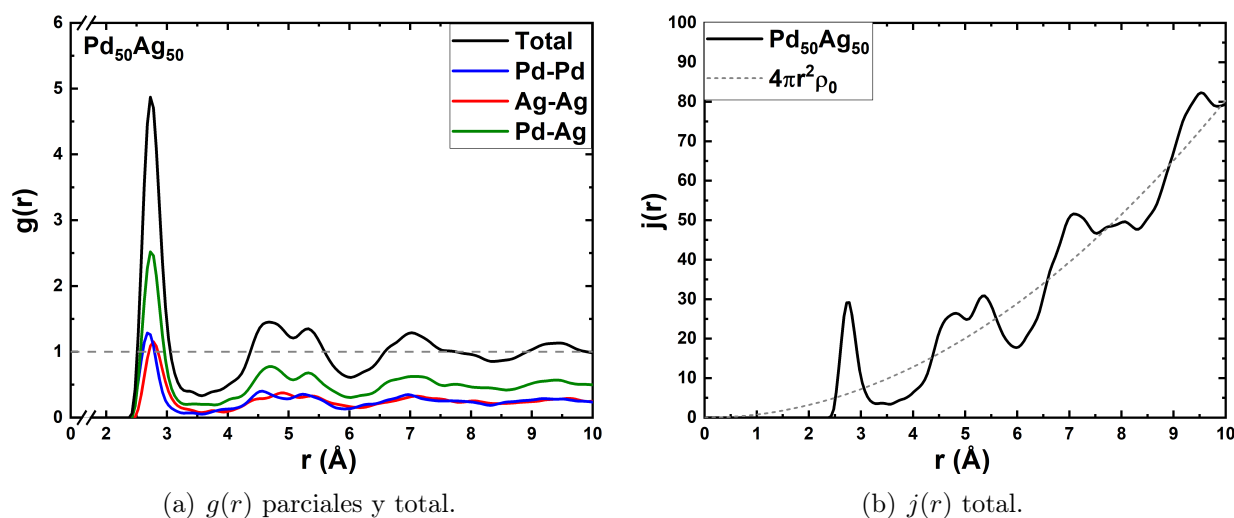 Pd50Ag50
Total
Pd-Pd
Ag-Ag
Pd-Ag
g(r)
6
5
4
3
2
1
0
0 2 3 4 5 6 7 8 9 10
r (Å)
(a) g(r) parciales y total.
Pd50Ag50
4πr²ρ0
j(r)
100
90
80
70
60
50
40
30
20
10
0
0 1 2 3 4 5 6 7 8 9 10
r (Å)
(b) j(r) total.